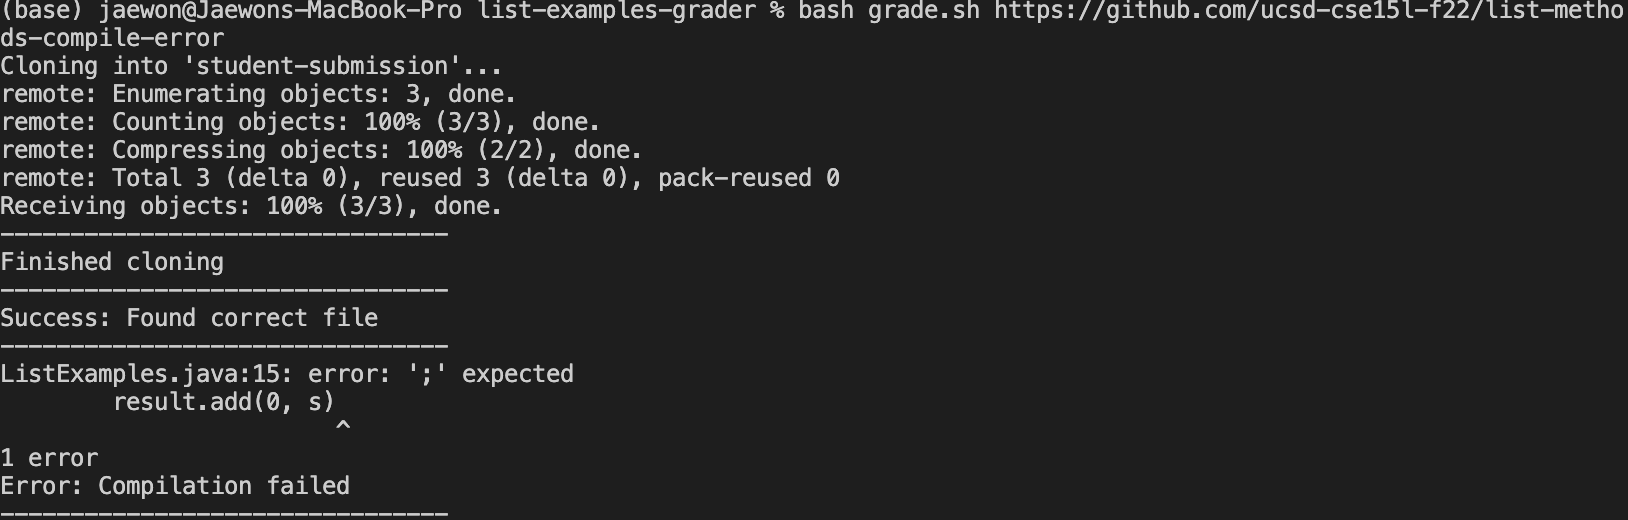 (base) jaewon@Jaewons-MacBook-Pro list-examples-grader % bash grade.sh https://github.com/ucsd-cse15l-f22/list-metho
ds-compile-error
Cloning into 'student-submission'...
remote: Enumerating objects: 3, done.
remote: Counting objects: 100% (3/3), done.
remote: Compressing objects: 100% (2/2), done.
remote: Total 3 (delta 0), reused 3 (delta 0), pack-reused 0
Receiving objects: 100% (3/3), done.
--------------------------------
Finished cloning
--------------------------------
Success: Found correct file
--------------------------------
ListExamples.java:15: error: ';' expected
        result.add(0, s)
                        ^
1 error
Error: Compilation failed
--------------------------------